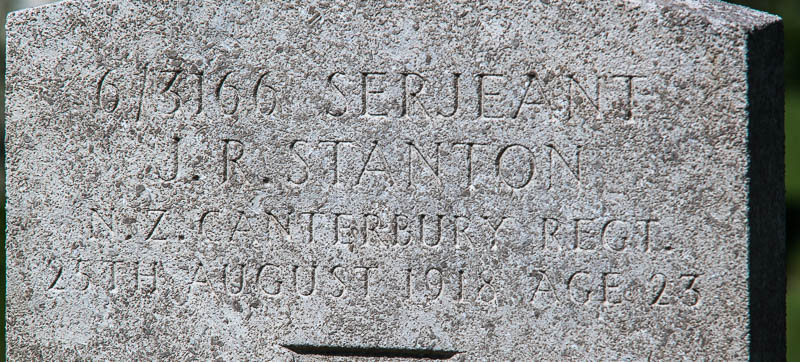 6/3166 SERJEANT
J.R. STANTON
N.Z. CANTERBURY REGT.
25TH AUGUST 1918 AGE 23